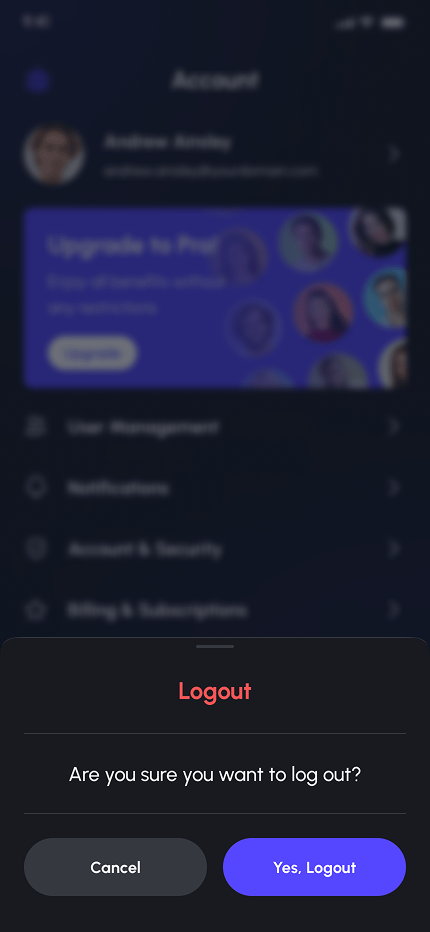 9:41
Account
Andrew Ainsley
andrew.ainsley@yourdomain.com
Upgrade to Pro!
Enjoy all benefits without
any restrictions
Upgrade
User Management
Notifications
Account & Security
Billing & Subscriptions
Logout
Are you sure you want to log out?
Cancel
Yes, Logout